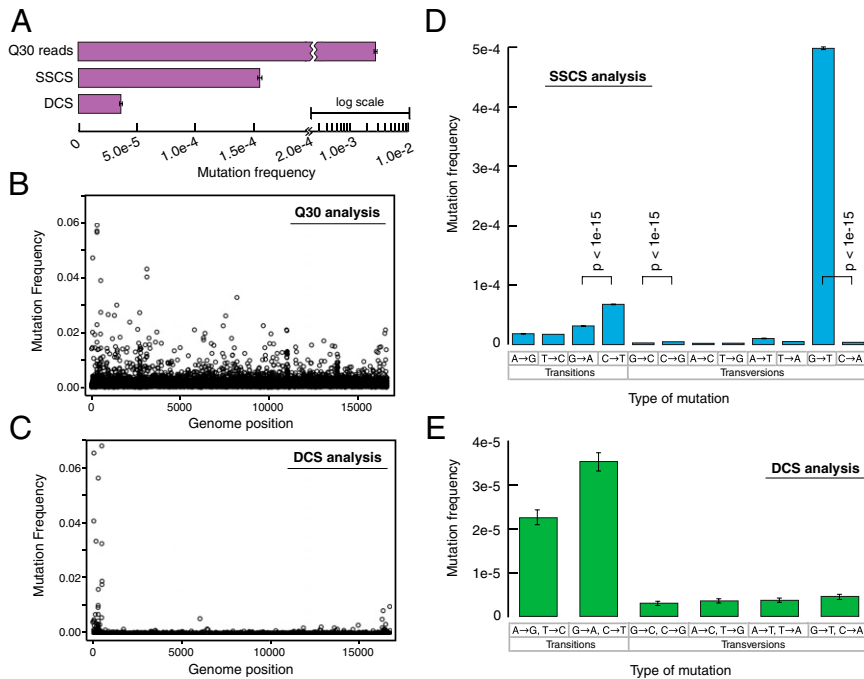 A
Q30 reads
SSCS
DCS
log scale
0
5.0e-5
1.0e-4
1.5e-4
2.0e-4
1.0e-3
1.0e-2
Mutation frequency
B
Q30 analysis
Mutation Frequency
0.06
0.04
0.02
0.00
0
5000
10000
15000
Genome position
C
DCS analysis
Mutation Frequency
0.06
0.04
0.02
0.00
0
5000
10000
15000
Genome position
D
SSCS analysis
Mutation frequency
5e-4
4e-4
3e-4
2e-4
1e-4
0
p < 1e-15
p < 1e-15
p < 1e-15
A→G T→C G→A C→T G→C C→G A→C T→G A→T T→A G→T C→A
Transitions Transversions
Type of mutation
E
DCS analysis
Mutation frequency
4e-5
3e-5
2e-5
1e-5
0
A→G, T→C G→A, C→T G→C, C→G A→C, T→G A→T, T→A G→T, C→A
Transitions Transversions
Type of mutation